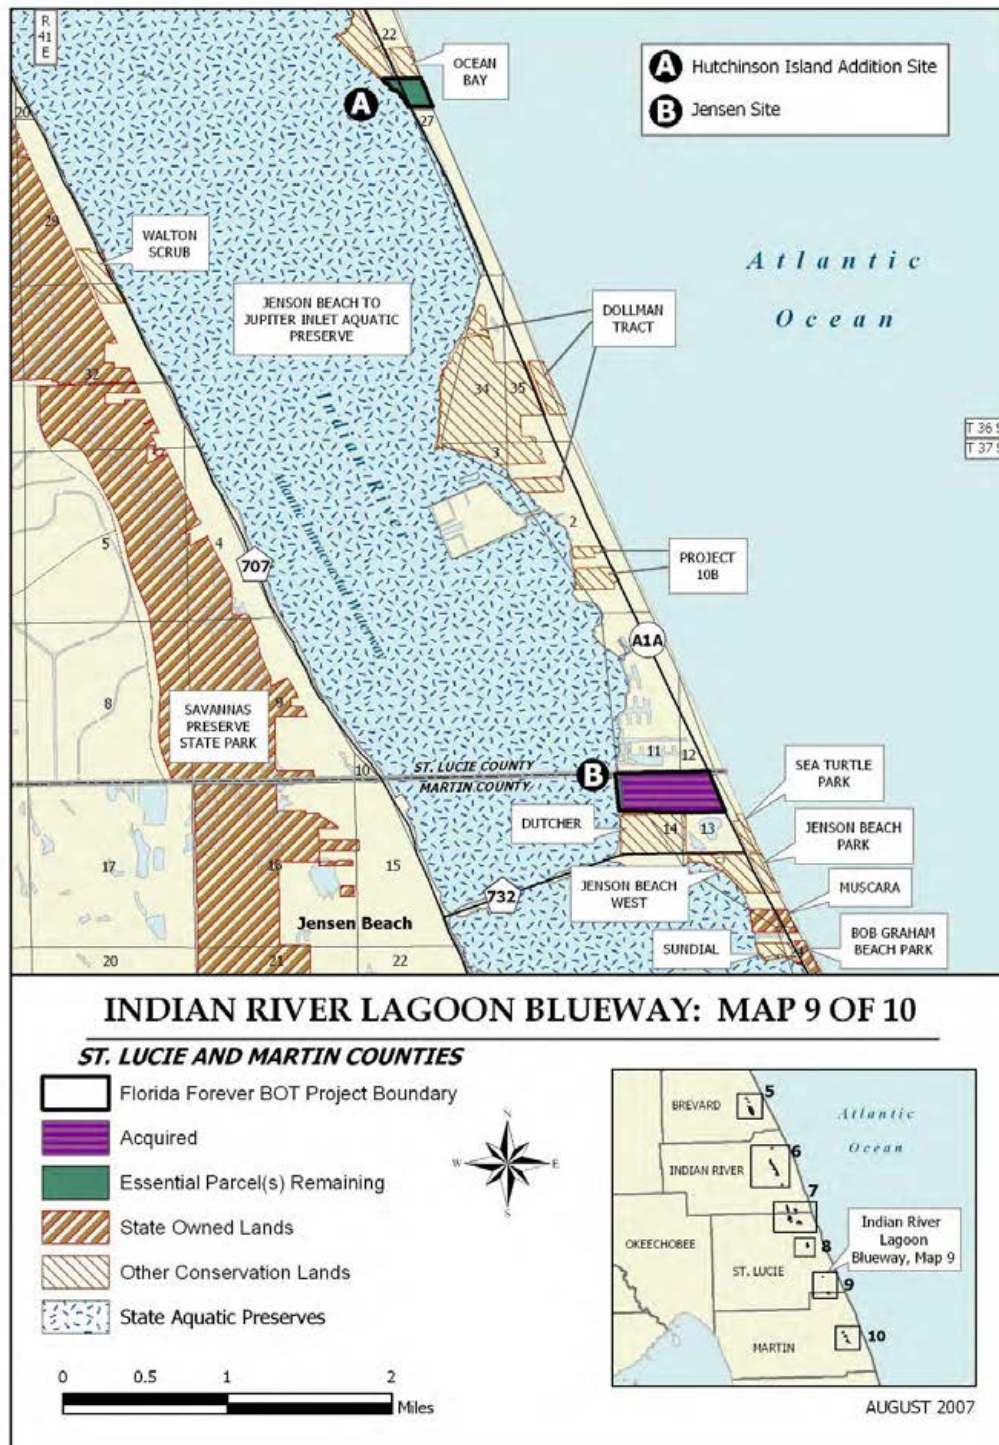 R
41
E
22
OCEAN
BAY
A
27
A Hutchinson Island Addition Site
B Jensen Site
20
29
WALTON
SCRUB
JENSON BEACH TO
JUPITER INLET AQUATIC
PRESERVE
Atlantic
Ocean
DOLLMAN
TRACT
32
34
35
3
Indian River
Atlantic Intracoastal Waterway
T 36 S
T 37 S
5
4
2
707
PROJECT
10B
A1A
8
9
SAVANNAS
PRESERVE
STATE PARK
10
ST. LUCIE COUNTY
MARTIN COUNTY
B
11
12
SEA TURTLE
PARK
DUTCHER
14
13
JENSON BEACH
PARK
17
16
15
732
JENSON BEACH
WEST
MUSCARA
Jensen Beach
SUNDIAL
BOB GRAHAM
BEACH PARK
20
21
22
INDIAN RIVER LAGOON BLUEWAY: MAP 9 OF 10
ST. LUCIE AND MARTIN COUNTIES
Florida Forever BOT Project Boundary
Acquired
Essential Parcel(s) Remaining
State Owned Lands
Other Conservation Lands
State Aquatic Preserves
N
W E
S
0 0.5 1 2
Miles
BREVARD
5
Atlantic
Ocean
INDIAN RIVER
6
7
OKEECHOBEE
ST. LUCIE
8
Indian River
Lagoon
Blueway, Map 9
9
MARTIN
10
AUGUST 2007